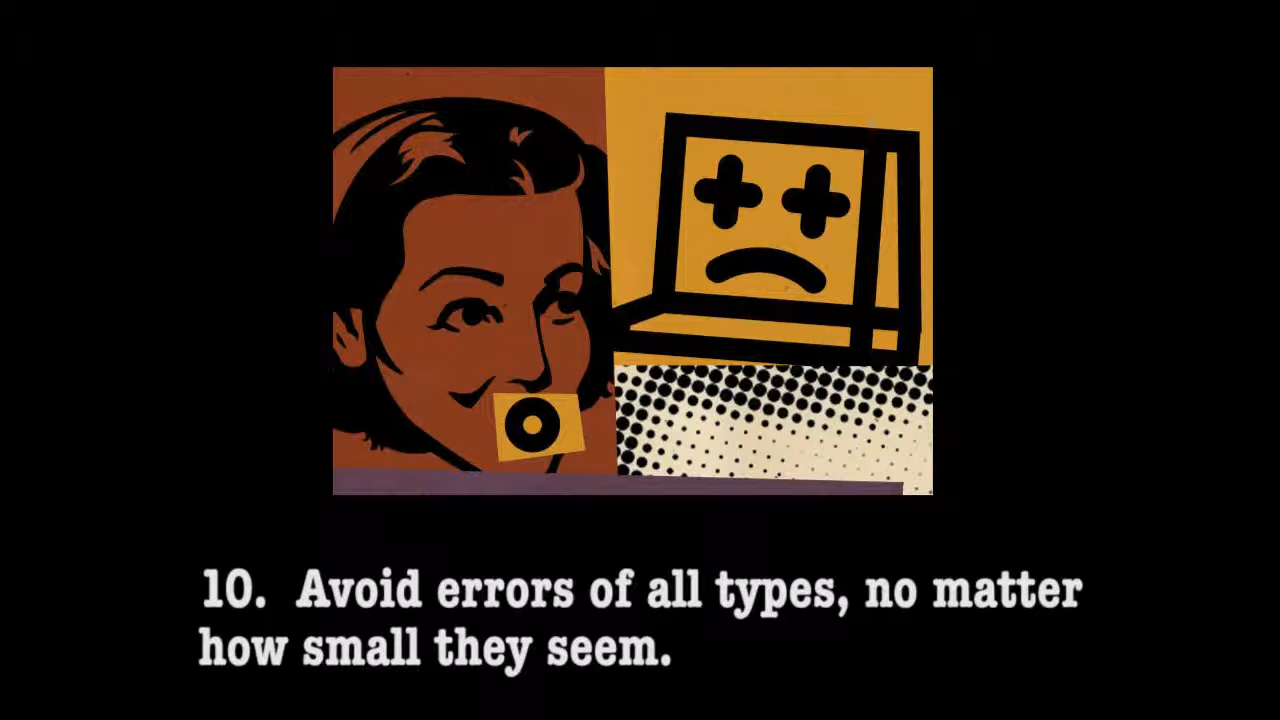 10. Avoid errors of all types, no matter
how small they seem.